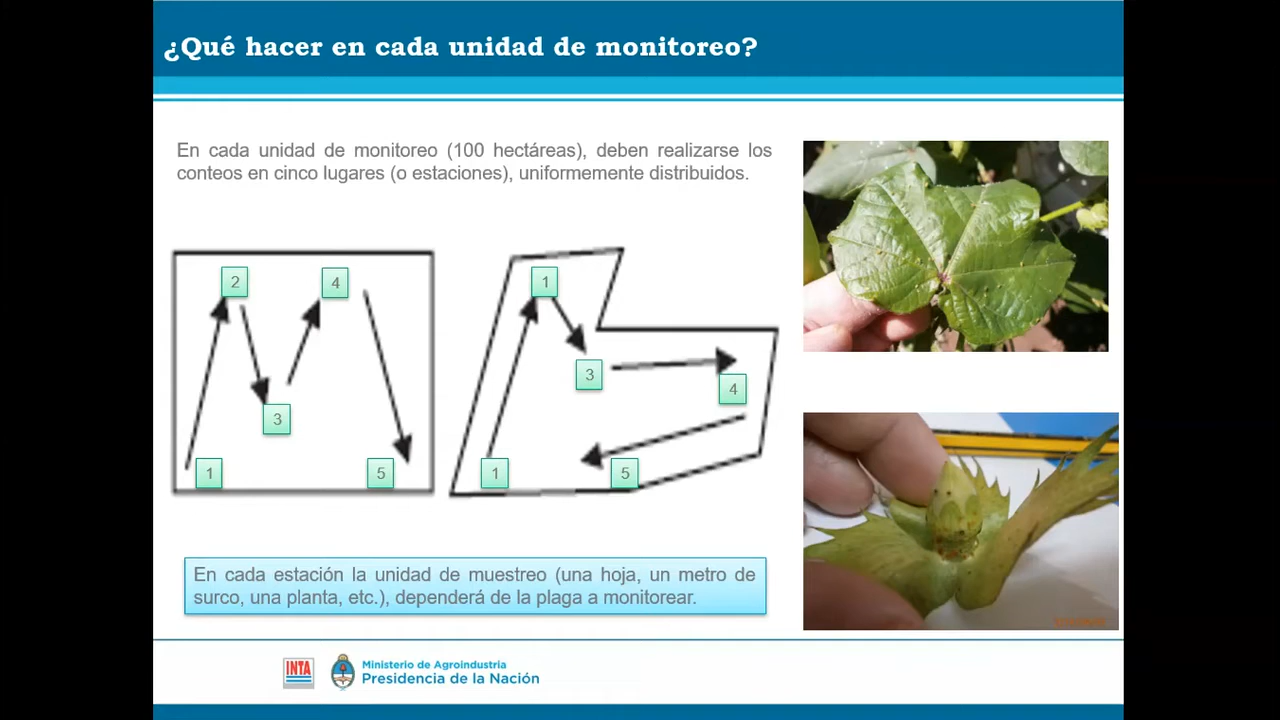 ¿Qué hacer en cada unidad de monitoreo?
En cada unidad de monitoreo (100 hectáreas), deben realizarse los
conteos en cinco lugares (o estaciones), uniformemente distribuidos.
2
4
3
1
5
1
3
4
1
5
En cada estación la unidad de muestreo (una hoja, un metro de
surco, una planta, etc.), dependerá de la plaga a monitorear.
INTA
Ministerio de Agroindustria
Presidencia de la Nación